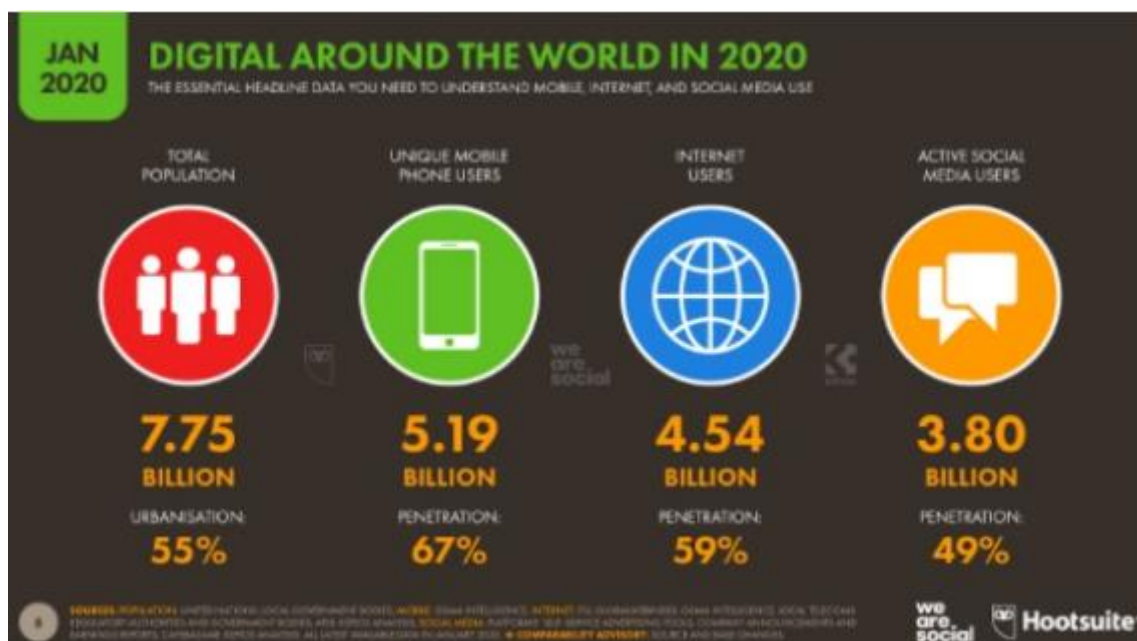 JAN
2020
DIGITAL AROUND THE WORLD IN 2020
THE ESSENTIAL HEADLINE DATA YOU NEED TO UNDERSTAND MOBILE, INTERNET, AND SOCIAL MEDIA USE
TOTAL
POPULATION
UNIQUE MOBILE
PHONE USERS
INTERNET
USERS
ACTIVE SOCIAL
MEDIA USERS
we
are
social
7.75
BILLION
5.19
BILLION
4.54
BILLION
3.80
BILLION
URBANISATION:
55%
PENETRATION:
67%
PENETRATION:
59%
PENETRATION:
49%
we
are
social
Hootsuite